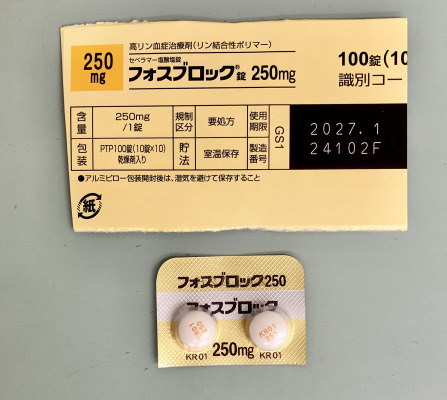 250
mg
高リン血症治療剤(リン結合性ポリマー)
セベラマー塩酸塩錠
フォスブロック®錠 250mg
100錠(10
識別コー
含量
250mg
/1錠
規制区分
要処方
使用期限
2027.1
包装
PTP100錠(10錠×10)
乾燥剤入り
貯法
室温保存
製造番号
24102F
GS1
●アルミピロー包装開封後は、湿気を避けて保存すること
紙
フォスブロック250
フォスブロック
KR01
250
KR01
250
KR01
250mg
KR01